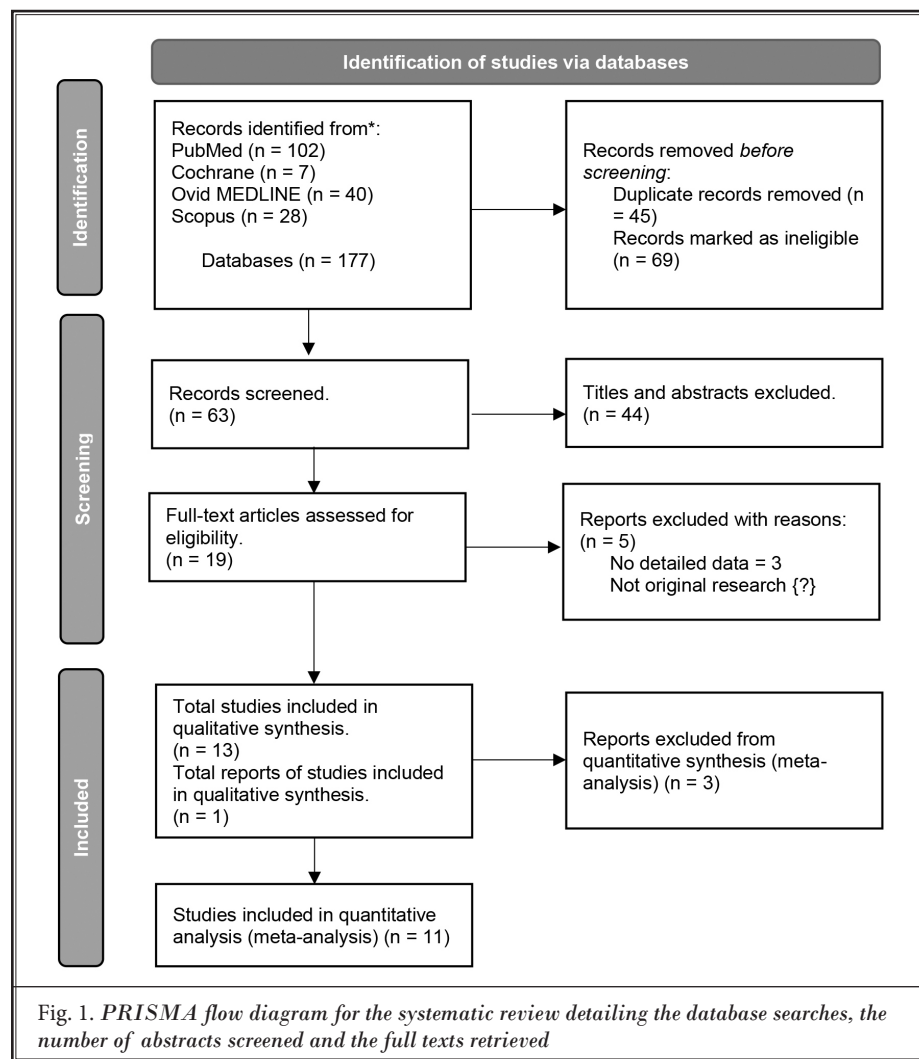 Identification of studies via databases
Identification
Records identified from*:
PubMed (n = 102)
Cochrane (n = 7)
Ovid MEDLINE (n = 40)
Scopus (n = 28)
Databases (n = 177)
Records removed before
screening:
Duplicate records removed (n
= 45)
Records marked as ineligible
(n = 69)
Screening
Records screened.
(n = 63)
Titles and abstracts excluded.
(n = 44)
Full-text articles assessed for
eligibility.
(n = 19)
Reports excluded with reasons:
(n = 5)
No detailed data = 3
Not original research {?}
Included
Total studies included in
qualitative synthesis.
(n = 13)
Total reports of studies included
in qualitative synthesis.
(n = 1)
Reports excluded from
quantitative synthesis (meta-
analysis) (n = 3)
Studies included in quantitative
analysis (meta-analysis) (n = 11)
Fig. 1. PRISMA flow diagram for the systematic review detailing the database searches, the
number of abstracts screened and the full texts retrieved